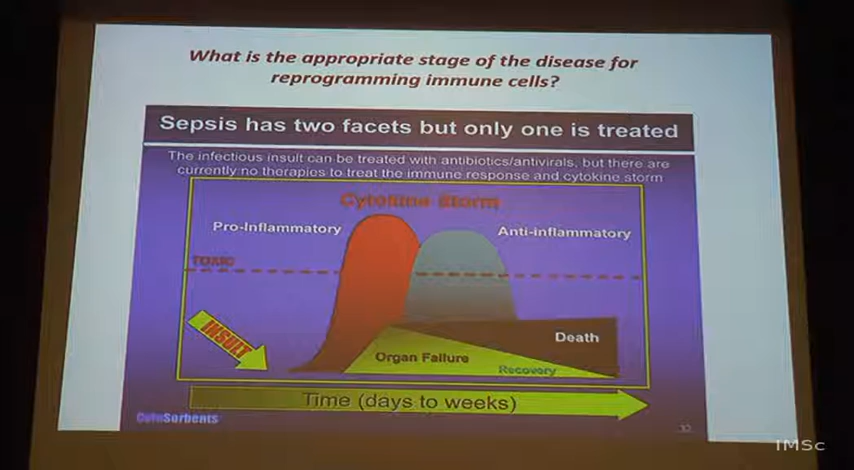 What is the appropriate stage of the disease for
reprogramming immune cells?
Sepsis has two facets but only one is treated
The infectious insult can be treated with antibiotics/antivirals, but there are
currently no therapies to treat the immune response and cytokine storm
Cytokine Storm
Pro-Inflammatory
Anti-inflammatory
TOXIC
INSULT
Death
Organ Failure
Recovery
Time (days to weeks)
CytoSorbents
IMSc